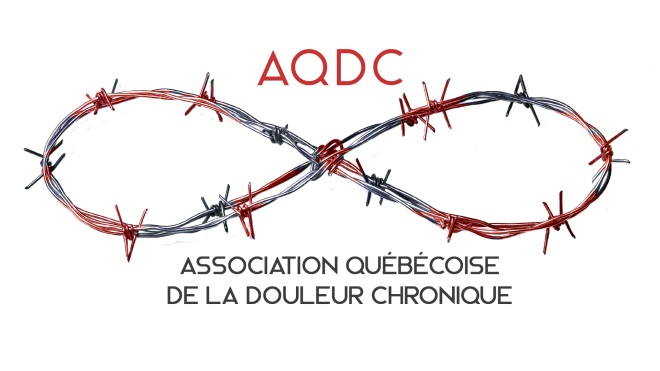 AQDC
ASSOCIATION QUÉBÉCOISE
DE LA DOULEUR CHRONIQUE